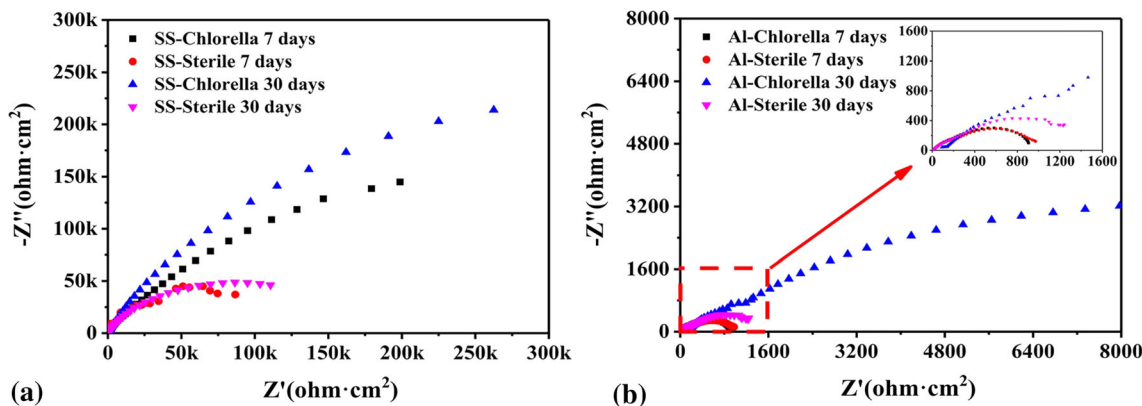 300k
250k
200k
150k
100k
50k
0
-Z''(ohm·cm²)
SS-Chlorella 7 days
SS-Sterile 7 days
SS-Chlorella 30 days
SS-Sterile 30 days
0 50k 100k 150k 200k 250k 300k
Z'(ohm·cm²)
(a)
8000
6400
4800
3200
1600
0
-Z''(ohm·cm²)
Al-Chlorella 7 days
Al-Sterile 7 days
Al-Chlorella 30 days
Al-Sterile 30 days
1600
1200
800
400
0
0 400 800 1200 1600
0 1600 3200 4800 6400 8000
Z'(ohm·cm²)
(b)